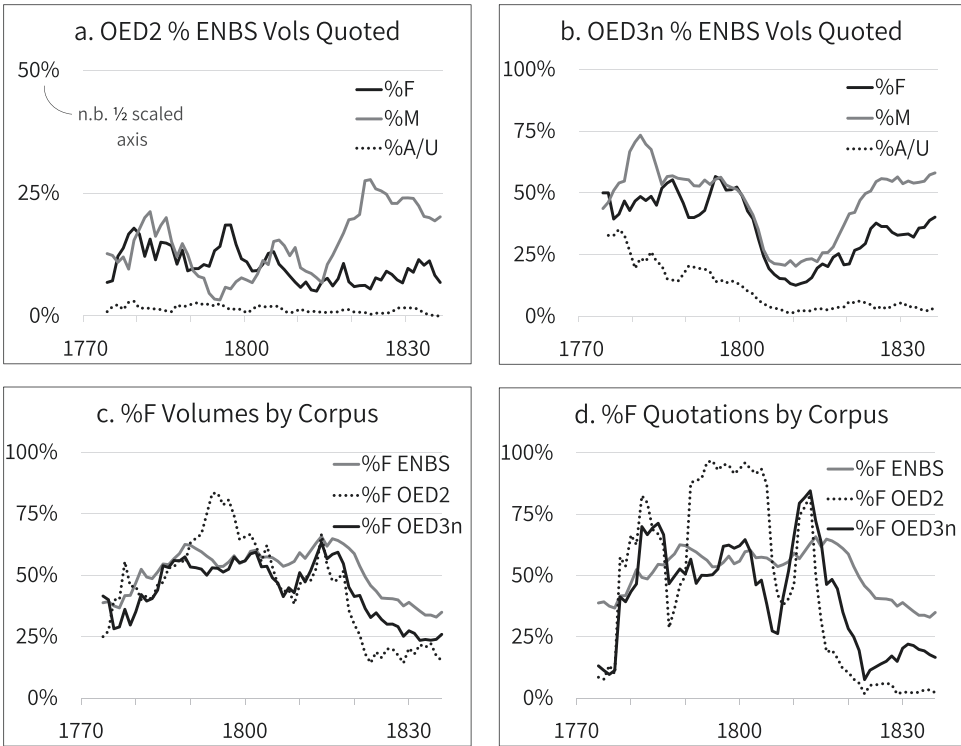 a. OED2 % ENBS Vols Quoted
50%
n.b. ½ scaled
axis
%F
%M
%A/U
25%
0%
1770
1800
1830
b. OED3n % ENBS Vols Quoted
100%
%F
%M
%A/U
75%
50%
25%
0%
1770
1800
1830
c. %F Volumes by Corpus
100%
%F ENBS
%F OED2
%F OED3n
75%
50%
25%
0%
1770
1800
1830
d. %F Quotations by Corpus
100%
%F ENBS
%F OED2
%F OED3n
75%
50%
25%
0%
1770
1800
1830